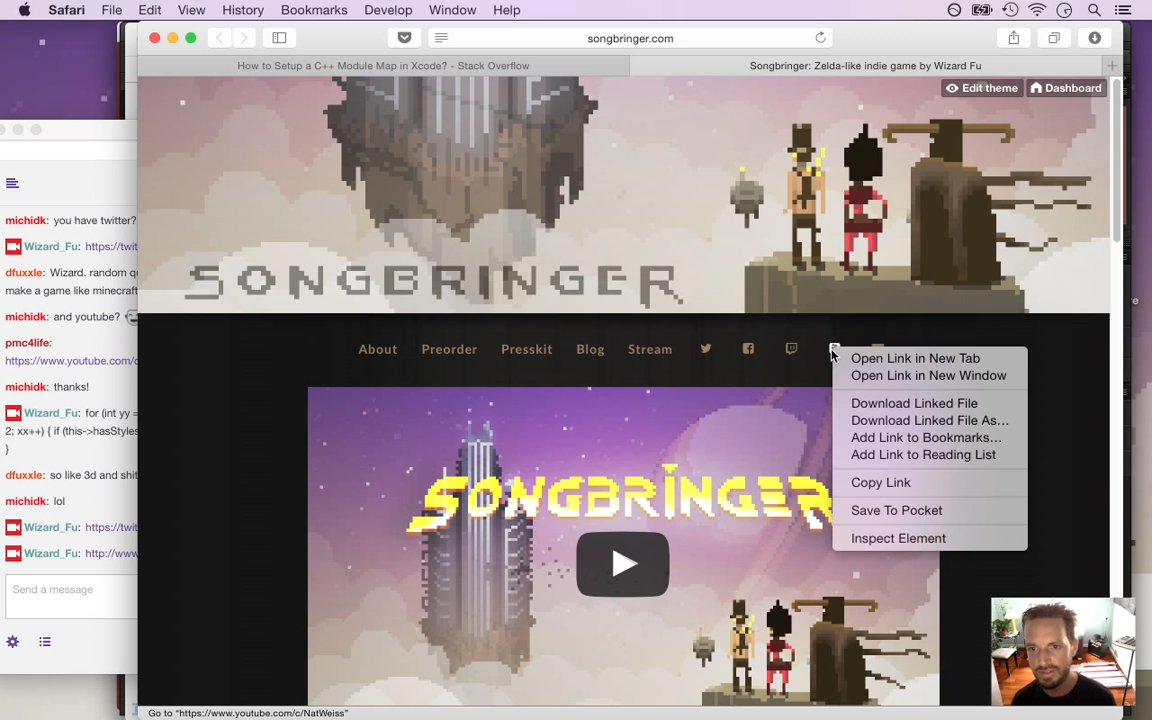 Safari File Edit View History Bookmarks Develop Window Help
songbringer.com
How to Setup a C++ Module Map in Xcode? - Stack Overflow
Songbringer: Zelda-like indie game by Wizard Fu
Edit theme Dashboard
SONGBRINGER
About Preorder Presskit Blog Stream
michidk: you have twitter?
Wizard_Fu: https://twit
dfuxxle: Wizard. random qu
make a game like minecraft
michidk: and youtube?
pmc4life:
https://www.youtube.com/c
michidk: thanks!
Wizard_Fu: for (int yy =
2; xx++) { if (this->hasStyles
}
dfuxxle: so like 3d and shit
michidk: lol
Wizard_Fu: https://twit
Wizard_Fu: http://www
Send a message
SONGBRINGER
Open Link in New Tab
Open Link in New Window
Download Linked File
Download Linked File As...
Add Link to Bookmarks...
Add Link to Reading List
Copy Link
Save To Pocket
Inspect Element
Go to "https://www.youtube.com/c/NatWeiss"